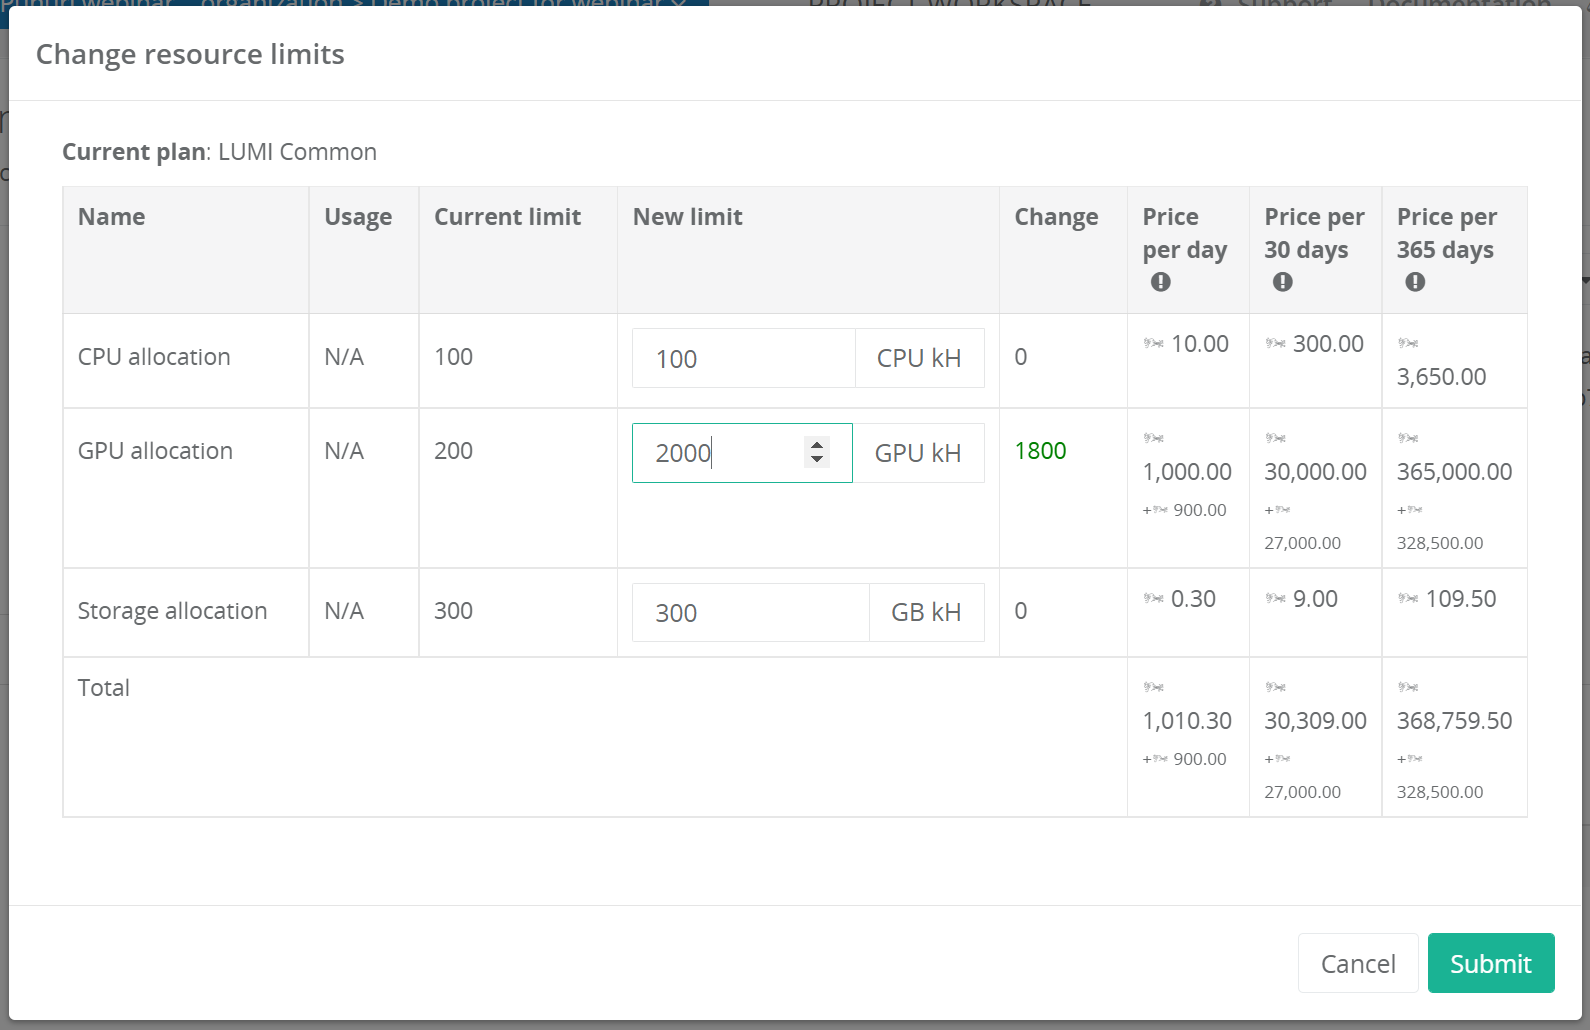 Change resource limits
Current plan: LUMI Common
Name Usage Current limit New limit Change Price per day Price per 30 days Price per 365 days
CPU allocation N/A 100 100 CPU kH 0 10.00 300.00 3,650.00
GPU allocation N/A 200 2000 GPU kH 1800 1,000.00 30,000.00 365,000.00
+ 900.00 + 27,000.00 + 328,500.00
Storage allocation N/A 300 300 GB kH 0 0.30 9.00 109.50
Total 1,010.30 30,309.00 368,759.50
+ 900.00 + 27,000.00 + 328,500.00
Cancel Submit